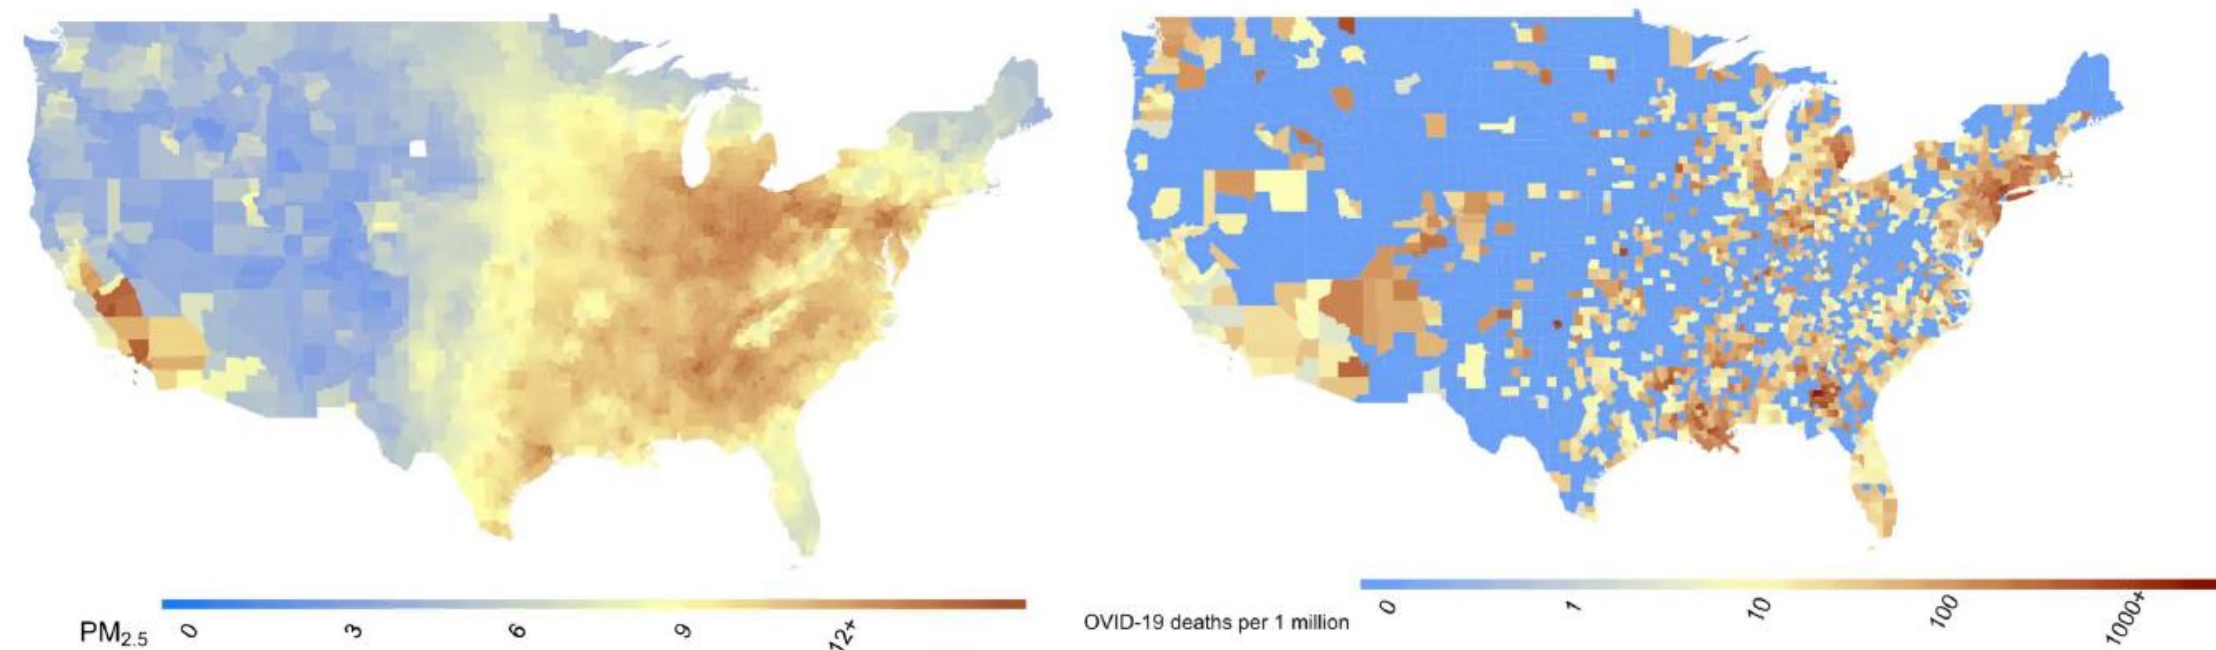 PM2.5 0 3 6 9 12+
OVID-19 deaths per 1 million 0 1 10 100 1000+